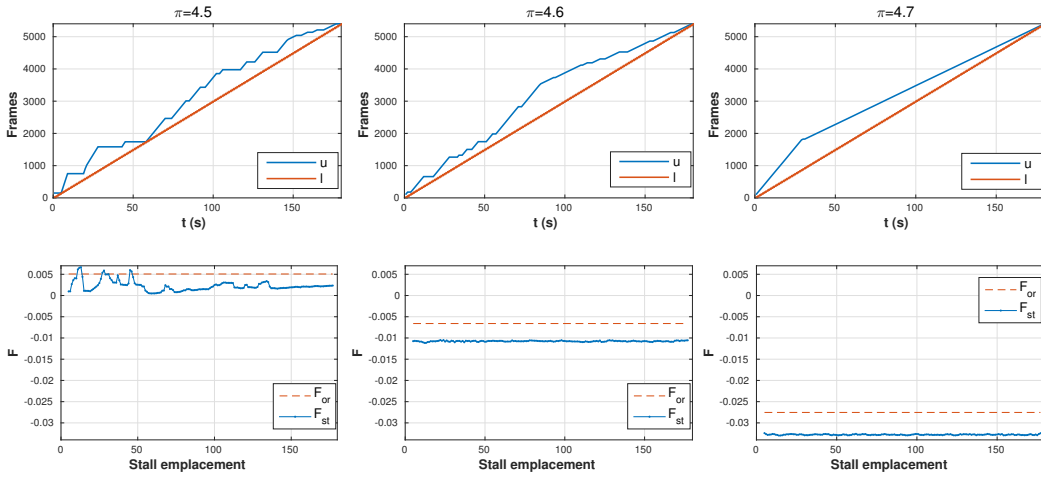 π=4.5
5000
4000
3000
2000
1000
0
0
50
100
150
Frames
t (s)
u
l
π=4.6
5000
4000
3000
2000
1000
0
0
50
100
150
Frames
t (s)
u
l
π=4.7
5000
4000
3000
2000
1000
0
0
50
100
150
Frames
t (s)
u
l
0.005
0
-0.005
-0.01
-0.015
-0.02
-0.025
-0.03
0
50
100
150
F
Stall emplacement
F_or
F_st
0.005
0
-0.005
-0.01
-0.015
-0.02
-0.025
-0.03
0
50
100
150
F
Stall emplacement
F_or
F_st
0.005
0
-0.005
-0.01
-0.015
-0.02
-0.025
-0.03
0
50
100
150
F
Stall emplacement
F_or
F_st